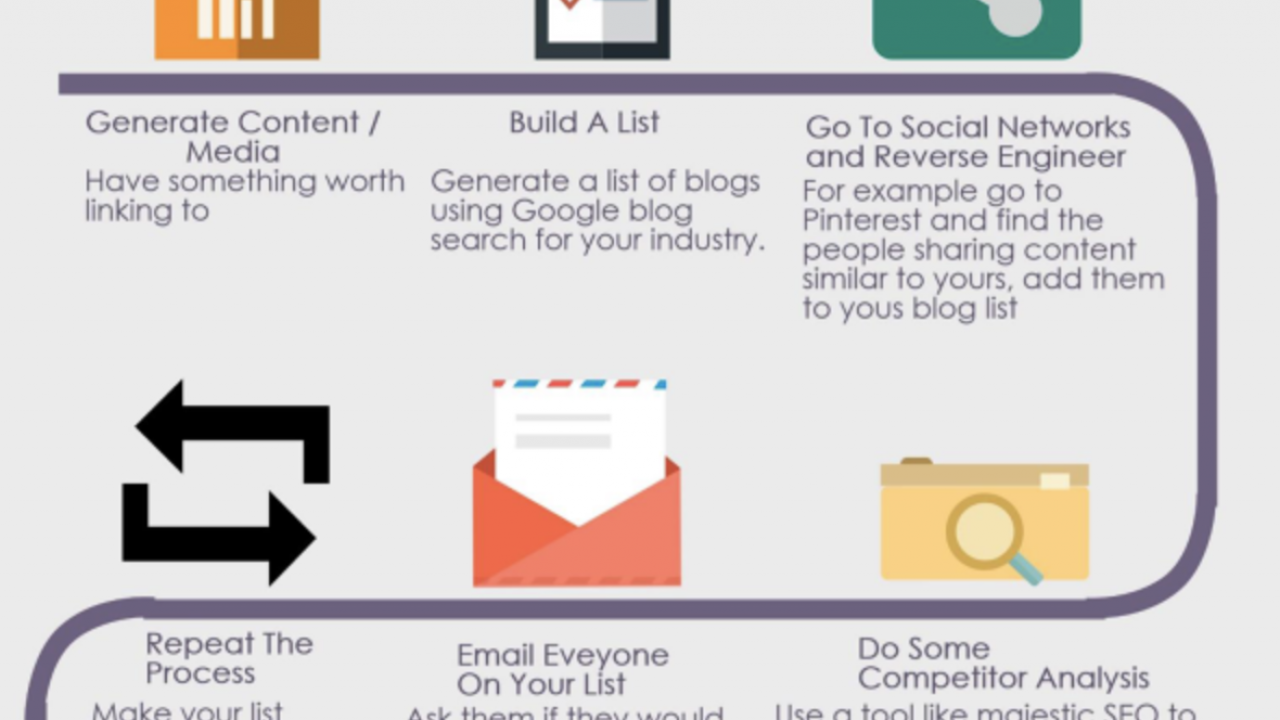 Generate Content /
Media
Have something worth
linking to
Build A List
Generate a list of blogs
using Google blog
search for your industry.
Go To Social Networks
and Reverse Engineer
For example go to
Pinterest and find the
people sharing content
similar to yours, add them
to yous blog list
Repeat The
Process
Make your list
Email Eveyone
On Your List
Ask them if they would
Do Some
Competitor Analysis
Use a tool like majestic SEO to